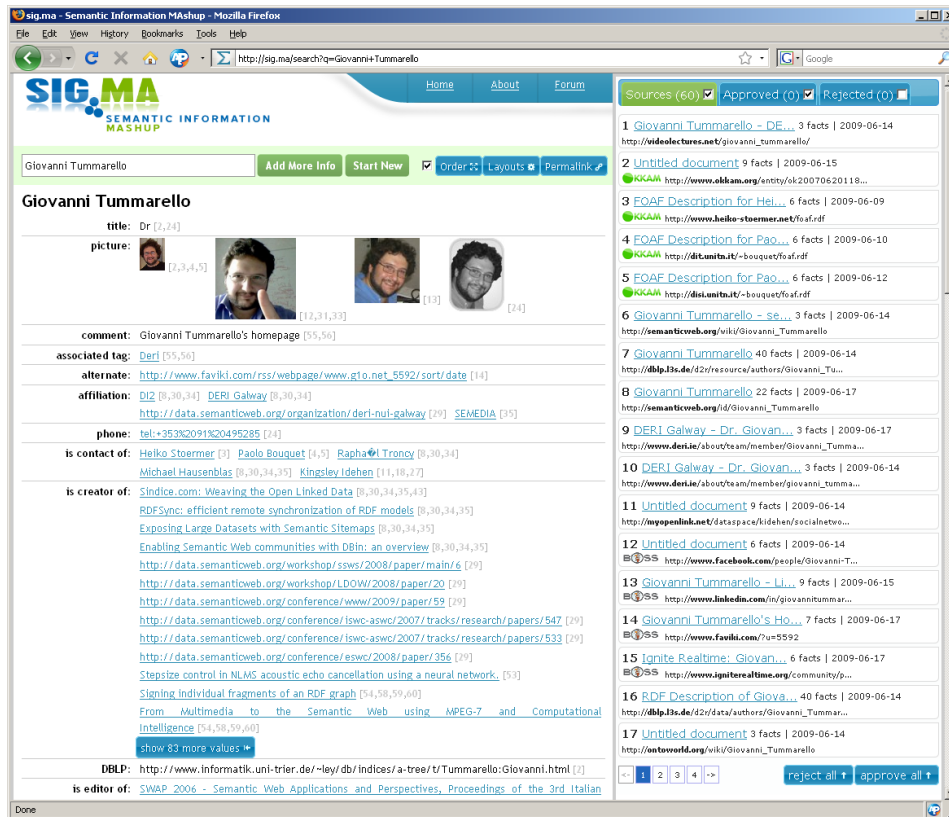 sig.ma - Semantic Information MAshup - Mozilla Firefox
File Edit View History Bookmarks Tools Help
http://sig.ma/search?q=Giovanni+Tummarello
Google
SIG.MA
SEMANTIC INFORMATION
MASHUP
Home About Forum
Giovanni Tummarello
Add More Info Start New Order Layouts Permalink
Giovanni Tummarello
title: Dr [2,24]
picture: [2,3,4,5] [12,31,33] [13] [24]
comment: Giovanni Tummarello's homepage [55,56]
associated tag: Deri [55,56]
alternate: http://www.faviki.com/rss/webpage/www.g1o.net_5592/sort/date [14]
affiliation: DI2 [8,30,34] DERI Galway [8,30,34]
http://data.semanticweb.org/organization/deri-nui-galway [29] SEMEDIA [35]
phone: tel:+353%2091%20495285 [24]
is contact of: Heiko Stoermer [3] Paolo Bouquet [4,5] Rapha�l Troncy [8,30,34]
Michael Hausenblas [8,30,34,35] Kingsley Idehen [11,18,27]
is creator of: Sindice.com: Weaving the Open Linked Data [8,30,34,35,43]
RDFSync: efficient remote synchronization of RDF models [8,30,34,35]
Exposing Large Datasets with Semantic Sitemaps [8,30,34,35]
Enabling Semantic Web communities with DBin: an overview [8,30,34,35]
http://data.semanticweb.org/workshop/ssws/2008/paper/main/6 [29]
http://data.semanticweb.org/workshop/LDOW/2008/paper/20 [29]
http://data.semanticweb.org/conference/www/2009/paper/59 [29]
http://data.semanticweb.org/conference/iswc-aswc/2007/tracks/research/papers/547 [29]
http://data.semanticweb.org/conference/iswc-aswc/2007/tracks/research/papers/533 [29]
http://data.semanticweb.org/conference/eswc/2008/paper/356 [29]
Stepsize control in NLMS acoustic echo cancellation using a neural network. [53]
Signing individual fragments of an RDF graph [54,58,59,60]
From Multimedia to the Semantic Web using MPEG-7 and Computational
Intelligence [54,58,59,60]
show 83 more values
DBLP: http://www.informatik.uni-trier.de/~ley/db/indices/a-tree/t/Tummarello:Giovanni.html [2]
is editor of: SWAP 2006 - Semantic Web Applications and Perspectives, Proceedings of the 3rd Italian
Sources (60) Approved (0) Rejected (0)
1 Giovanni Tummarello - DE... 3 facts | 2009-06-14
http://videolectures.net/giovanni_tummarello/
2 Untitled document 9 facts | 2009-06-15
OKKAM http://www.okkam.org/entity/ok20070620118...
3 FOAF Description for Hei... 6 facts | 2009-06-09
OKKAM http://www.heiko-stoermer.net/foaf.rdf
4 FOAF Description for Pao... 6 facts | 2009-06-10
OKKAM http://dit.unitn.it/~bouquet/foaf.rdf
5 FOAF Description for Pao... 6 facts | 2009-06-12
OKKAM http://disi.unitn.it/~bouquet/foaf.rdf
6 Giovanni Tummarello - se... 3 facts | 2009-06-14
http://semanticweb.org/wiki/Giovanni_Tummarello
7 Giovanni Tummarello 40 facts | 2009-06-14
http://dblp.l3s.de/d2r/resource/authors/Giovanni_Tu...
8 Giovanni Tummarello 22 facts | 2009-06-17
http://semanticweb.org/id/Giovanni_Tummarello
9 DERI Galway - Dr. Giovan... 3 facts | 2009-06-17
http://www.deri.ie/about/team/member/Giovanni_Tumma...
10 DERI Galway - Dr. Giovan... 3 facts | 2009-06-14
http://www.deri.ie/about/team/member/giovanni_tumma...
11 Untitled document 9 facts | 2009-06-14
http://myopenlink.net/dataspace/kidehen/socialnetwo...
12 Untitled document 6 facts | 2009-06-14
BOSS http://www.facebook.com/people/Giovanni-T...
13 Giovanni Tummarello - Li... 9 facts | 2009-06-15
BOSS http://www.linkedin.com/in/giovannitummar...
14 Giovanni Tummarello's Ho... 7 facts | 2009-06-17
BOSS http://www.faviki.com/?u=5592
15 Ignite Realtime: Giovan... 6 facts | 2009-06-17
BOSS http://www.igniterealtime.org/community/p...
16 RDF Description of Giova... 40 facts | 2009-06-14
http://dblp.l3s.de/d2r/data/authors/Giovanni_Tummar...
17 Untitled document 3 facts | 2009-06-14
http://ontoworld.org/wiki/Giovanni_Tummarello
<- 1 2 3 4 -> reject all approve all
Done